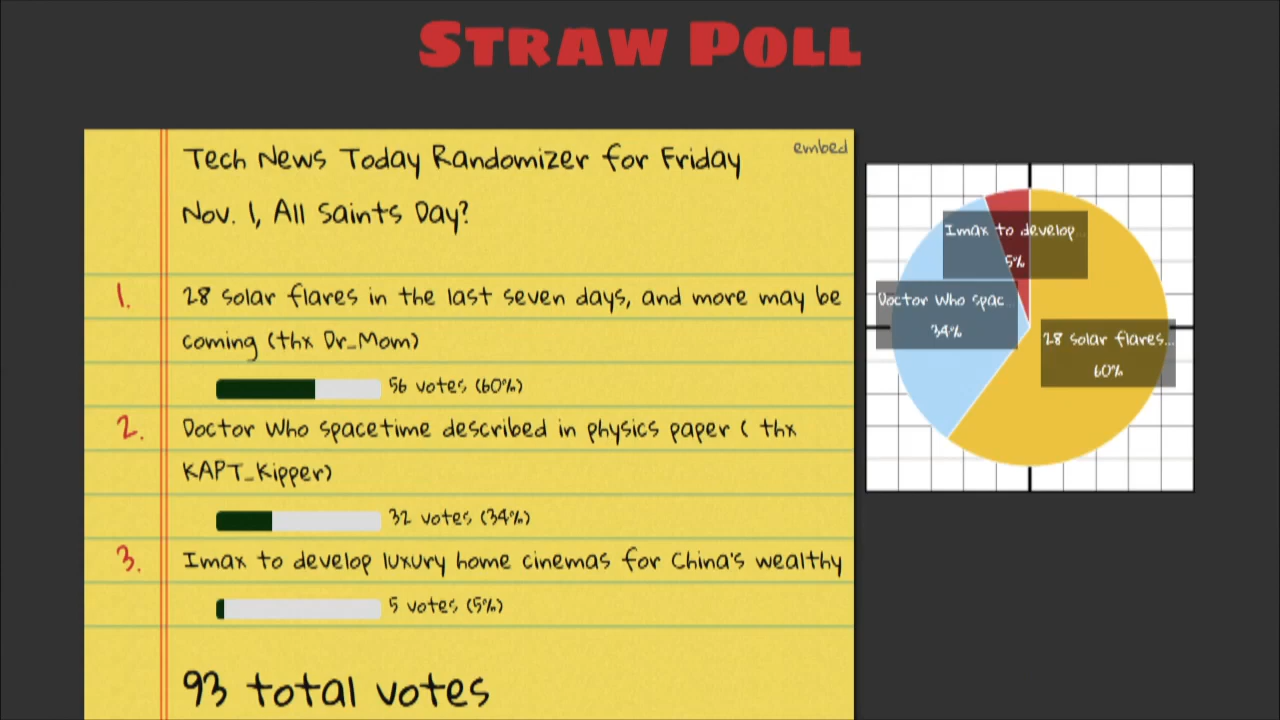 STRAW POLL
embed
Tech News Today Randomizer for Friday
Nov. 1, All Saints Day?
1. 28 solar flares in the last seven days, and more may be
coming (thx Dr_Mom)
56 votes (60%)
2. Doctor Who spacetime described in physics paper ( thx
KAPT_Kipper)
32 votes (34%)
3. Imax to develop luxury home cinemas for China's wealthy
5 votes (5%)
93 total votes
Imax to develop...
5%
Doctor Who spac...
34%
28 solar flares...
60%